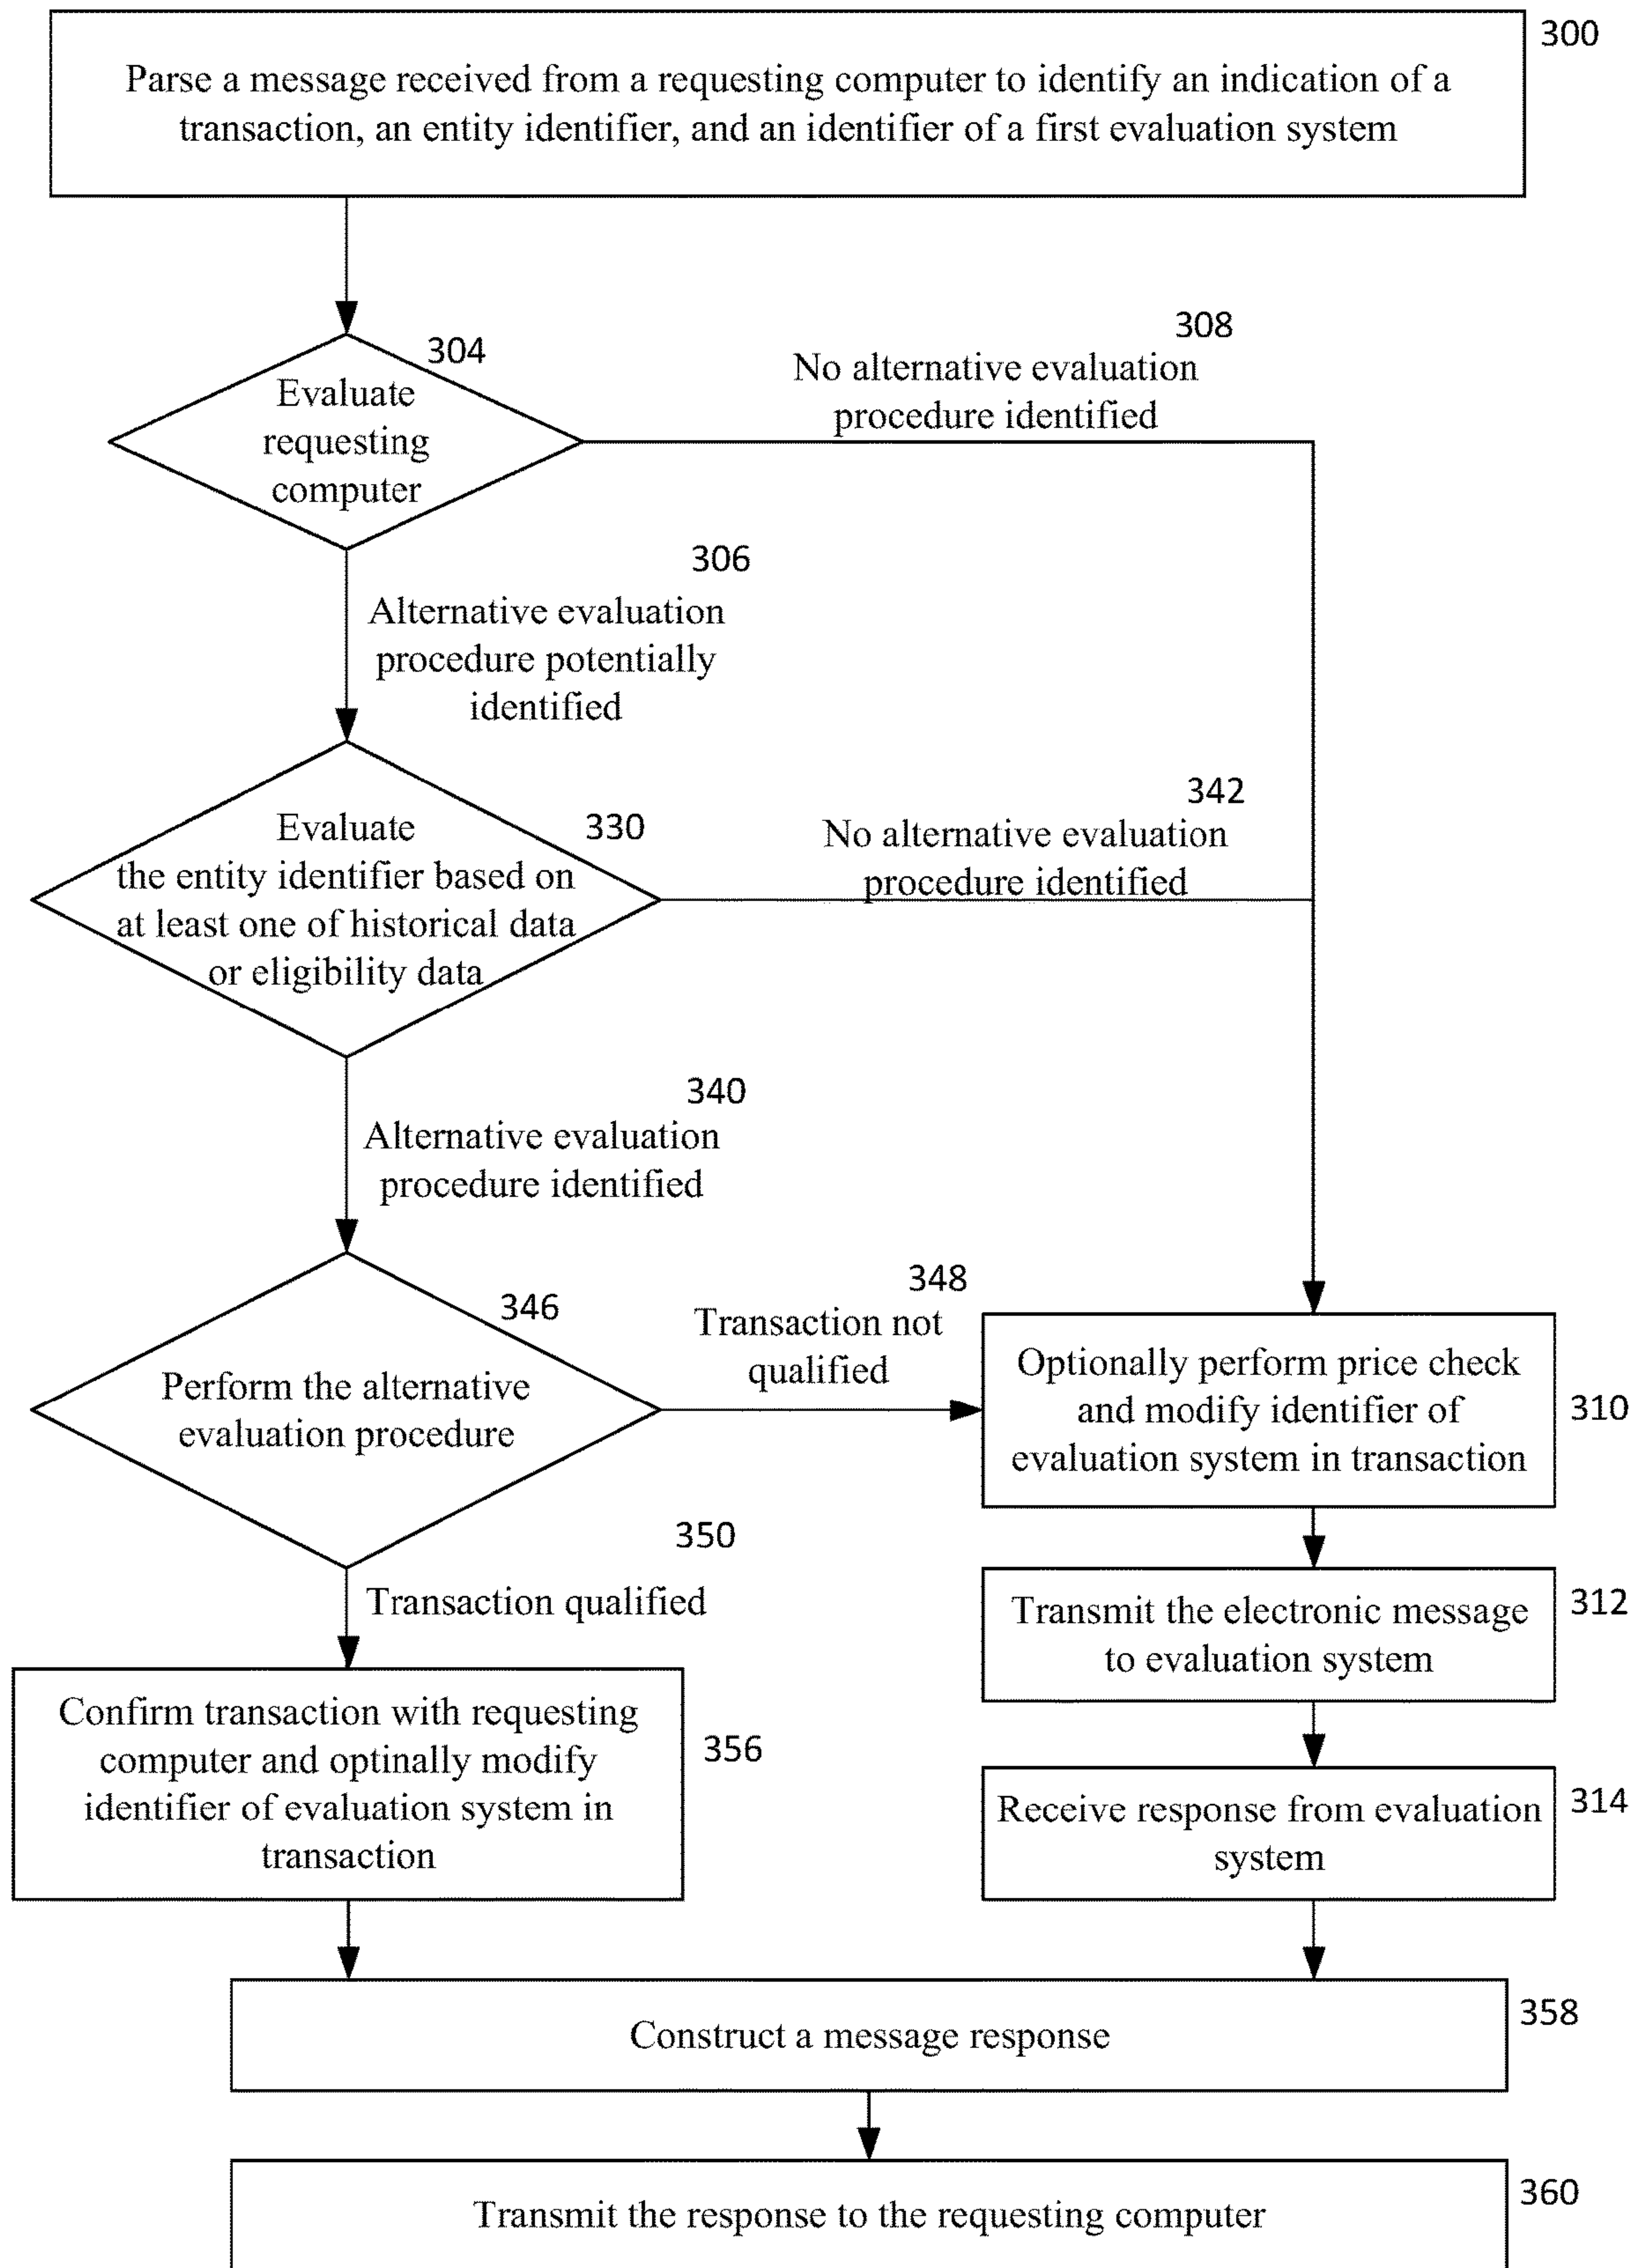 300
Parse a message received from a requesting computer to identify an indication of a
transaction, an entity identifier, and an identifier of a first evaluation system
304
Evaluate
requesting
computer
308
No alternative evaluation
procedure identified
306
Alternative evaluation
procedure potentially
identified
330
Evaluate
the entity identifier based on
at least one of historical data
or eligibility data
342
No alternative evaluation
procedure identified
340
Alternative evaluation
procedure identified
346
Perform the alternative
evaluation procedure
348
Transaction not
qualified
Optionally perform price check
and modify identifier of
evaluation system in transaction
310
350
Transaction qualified
Transmit the electronic message
to evaluation system
312
Confirm transaction with requesting
computer and optinally modify
identifier of evaluation system in
transaction
356
Receive response from evaluation
system
314
Construct a message response
358
Transmit the response to the requesting computer
360